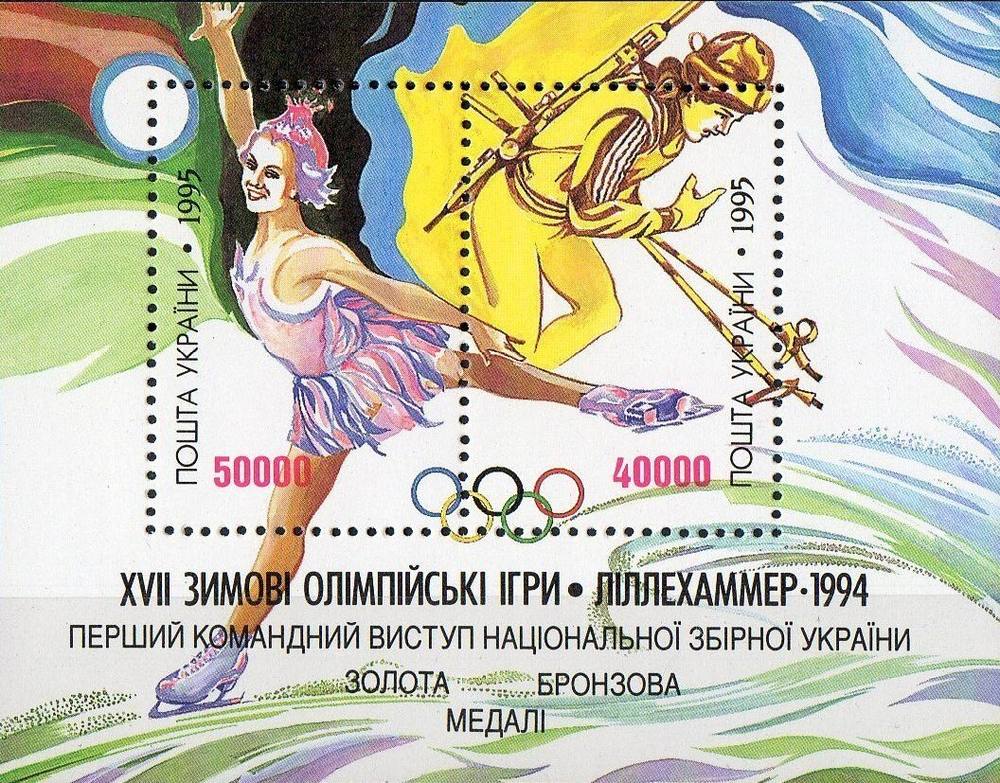 ПОШТА УКРАЇНИ • 1995
50000
ПОШТА УКРАЇНИ • 1995
40000
XVII ЗИМОВІ ОЛІМПІЙСЬКІ ІГРИ • ЛІЛЛЕХАММЕР·1994
ПЕРШИЙ КОМАНДНИЙ ВИСТУП НАЦІОНАЛЬНОЇ ЗБІРНОЇ УКРАЇНИ
ЗОЛОТА БРОНЗОВА
МЕДАЛІ